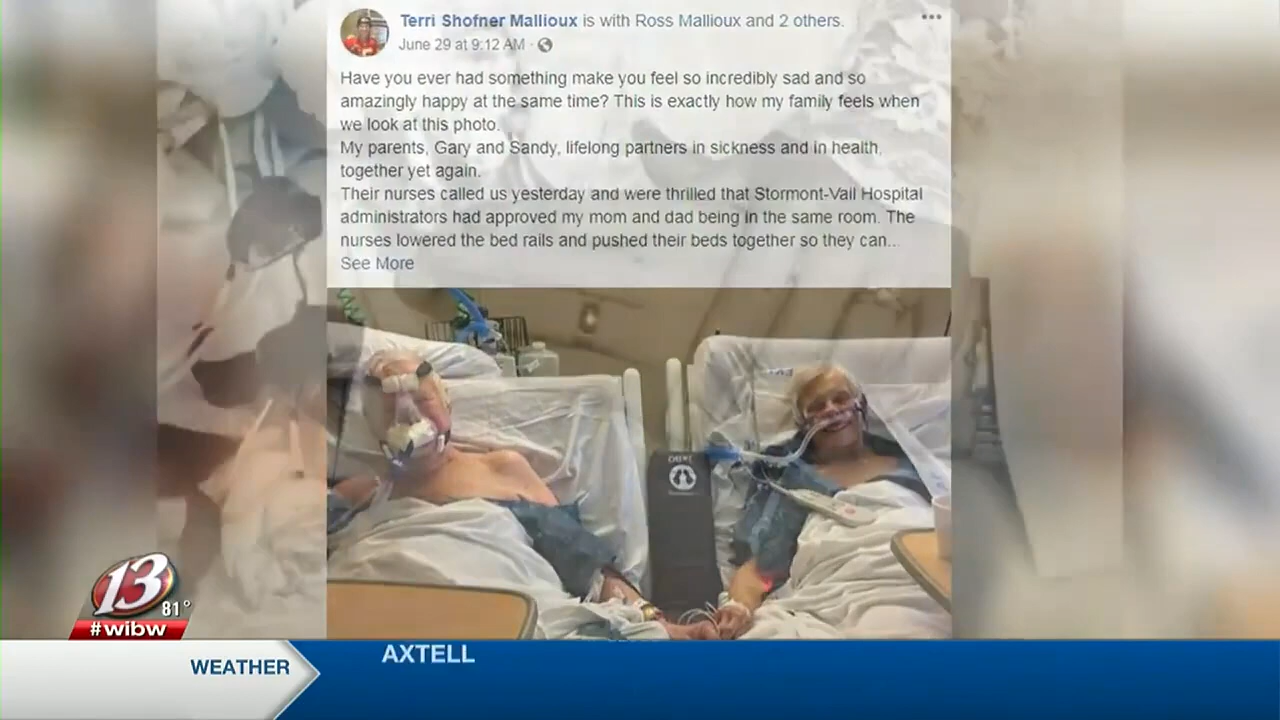 Terri Shofner Mallioux is with Ross Mallioux and 2 others.
June 29 at 9:12 AM ·
Have you ever had something make you feel so incredibly sad and so
amazingly happy at the same time? This is exactly how my family feels when
we look at this photo.
My parents, Gary and Sandy, lifelong partners in sickness and in health,
together yet again.
Their nurses called us yesterday and were thrilled that Stormont-Vail Hospital
administrators had approved my mom and dad being in the same room. The
nurses lowered the bed rails and pushed their beds together so they can...
See More
13
81°
#wibw
WEATHER
AXTELL